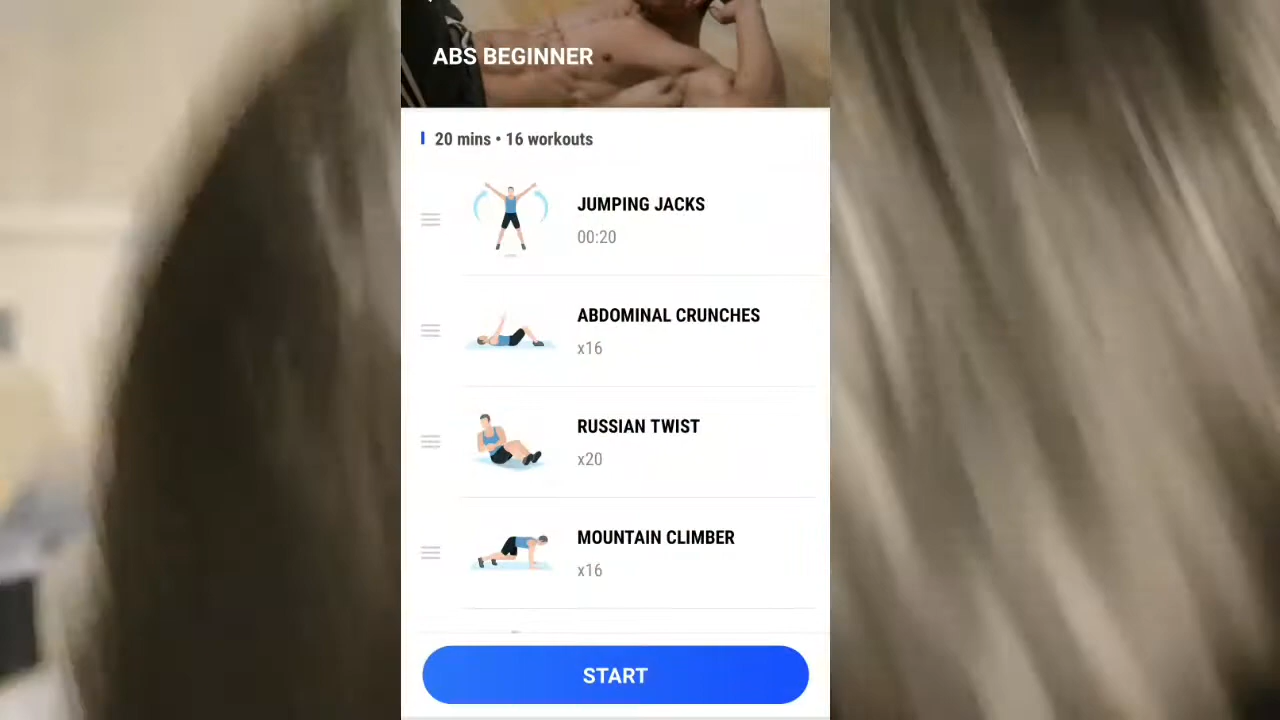 ABS BEGINNER
20 mins • 16 workouts
JUMPING JACKS
00:20
ABDOMINAL CRUNCHES
x16
RUSSIAN TWIST
x20
MOUNTAIN CLIMBER
x16
START